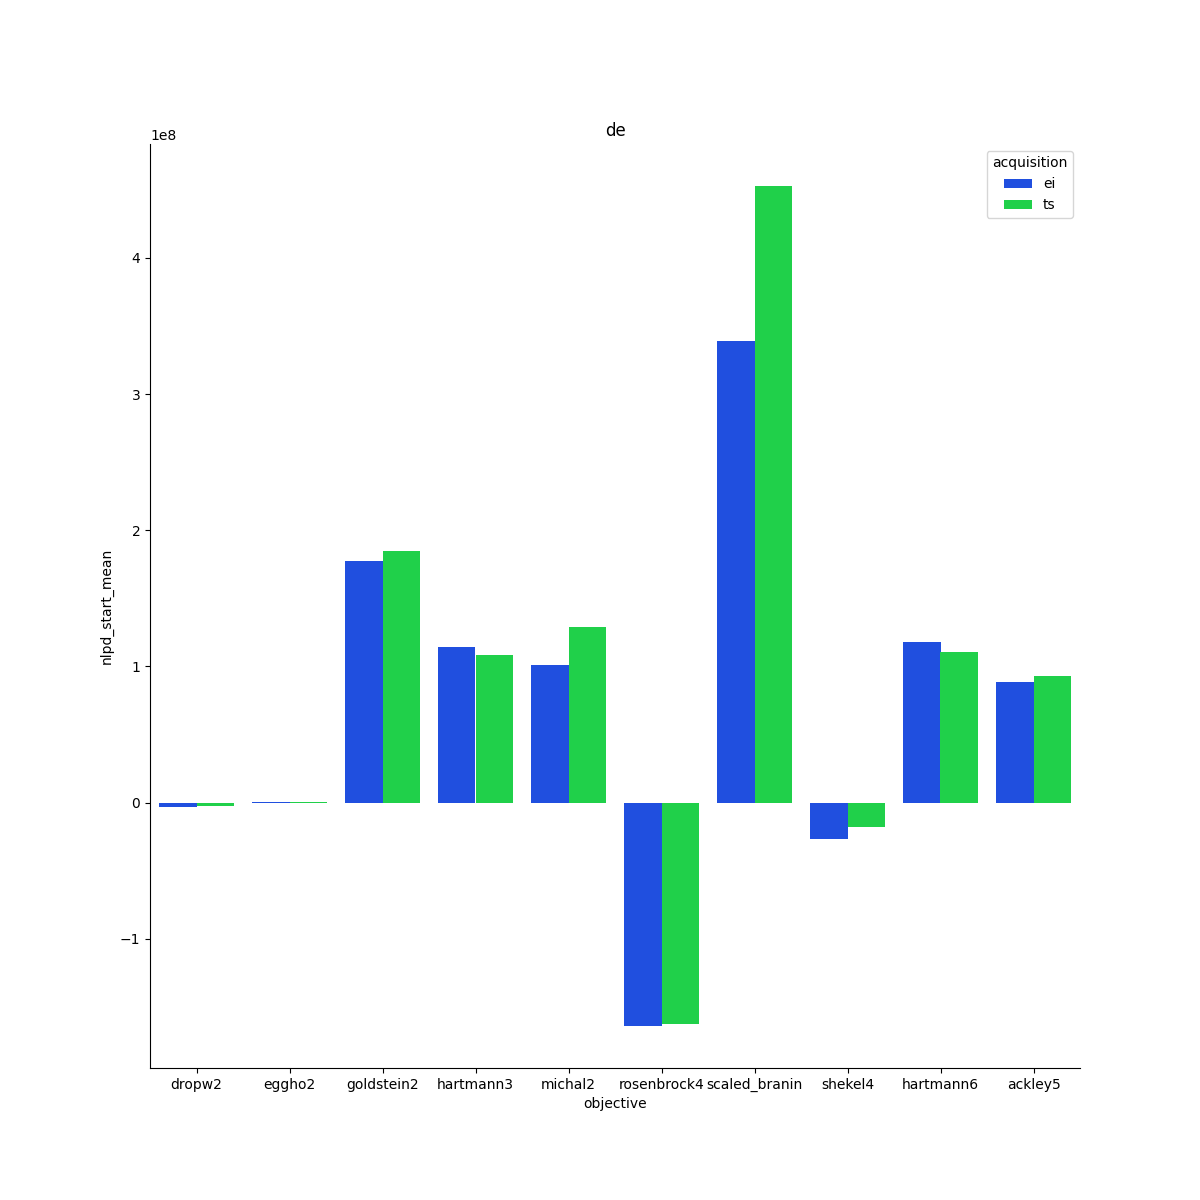 de
1e8
acquisition
ei
ts
4
3
2
1
0
−1
nlpd_start_mean
dropw2 eggho2 goldstein2 hartmann3 michal2 rosenbrock4 scaled_branin shekel4 hartmann6 ackley5
objective